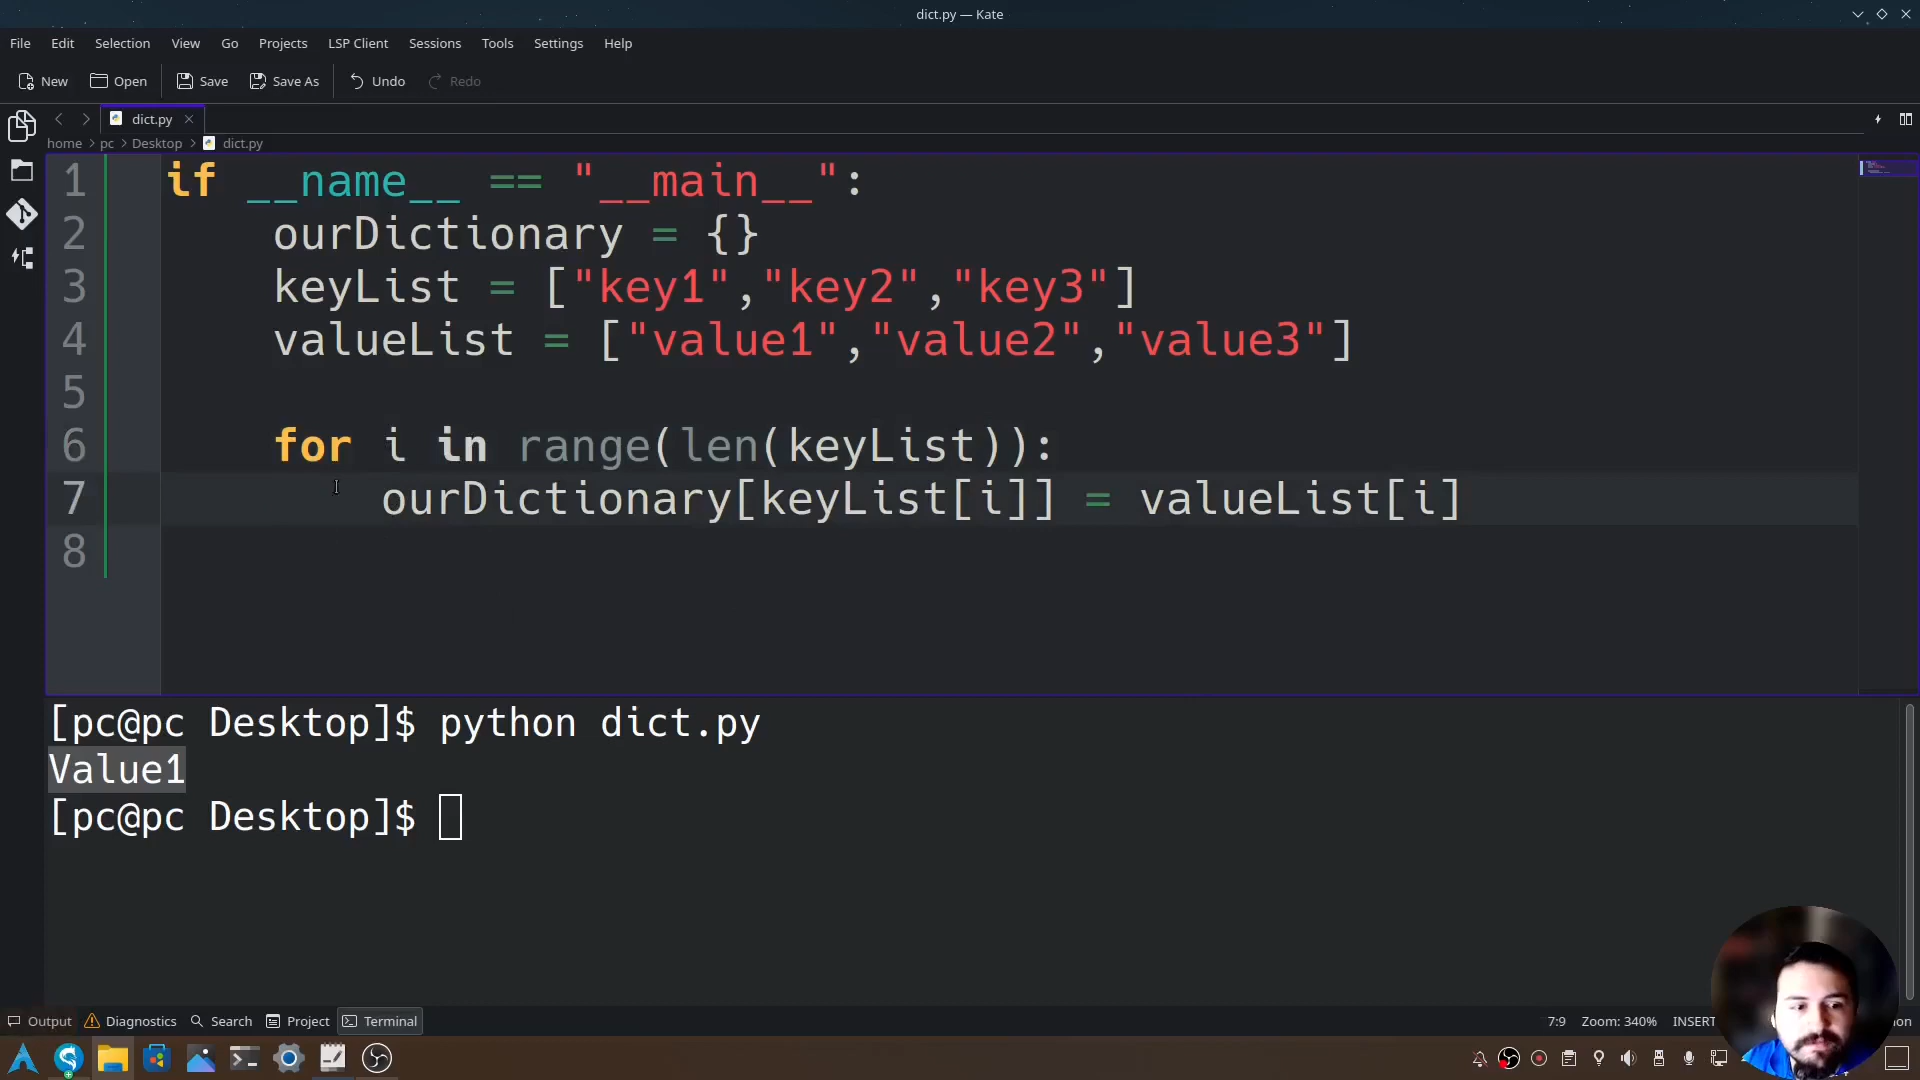 dict.py — Kate
File Edit Selection View Go Projects LSP Client Sessions Tools Settings Help
New Open Save Save As Undo Redo
dict.py
home > pc > Desktop > dict.py
1 if __name__ == "__main__":
2 ourDictionary = {}
3 keyList = ["key1","key2","key3"]
4 valueList = ["value1","value2","value3"]
5
6 for i in range(len(keyList)):
7 ourDictionary[keyList[i]] = valueList[i]
8
[pc@pc Desktop]$ python dict.py
Value1
[pc@pc Desktop]$
Output Diagnostics Search Project Terminal 7:9 Zoom: 340% INSERT